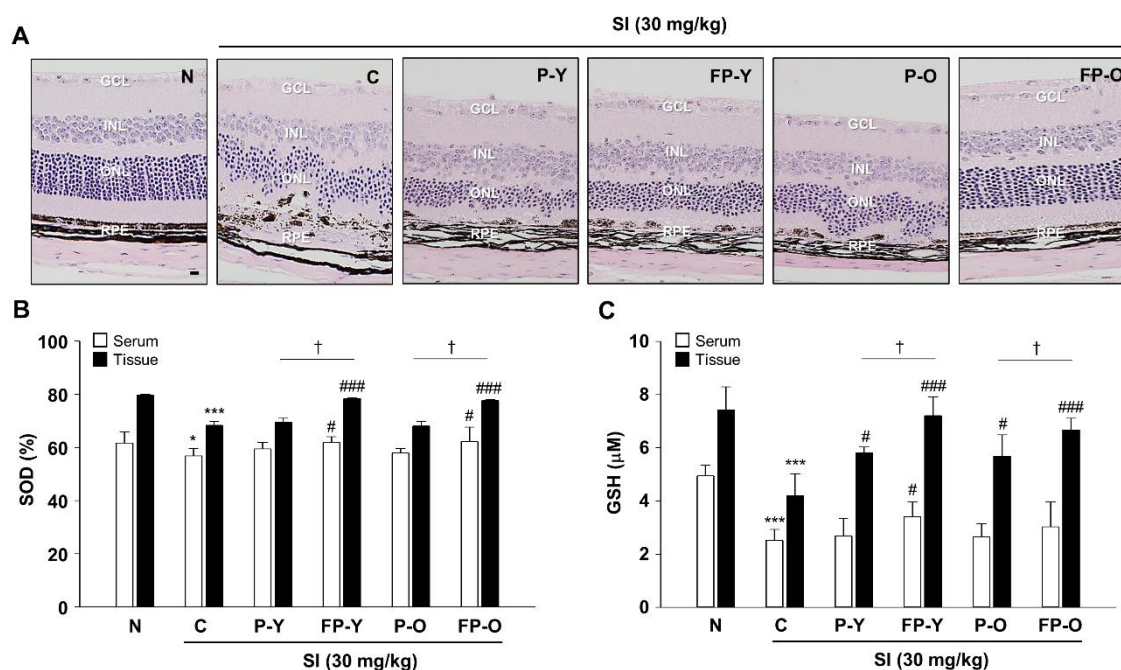 SI (30 mg/kg)
A
N
C
P-Y
FP-Y
P-O
FP-O
GCL
INL
ONL
RPE
GCL
INL
ONL
RPE
GCL
INL
ONL
RPE
GCL
INL
ONL
RPE
GCL
INL
ONL
RPE
GCL
INL
ONL
RPE
B
SOD (%)
100
80
60
40
20
0
Serum
Tissue
* ***
# ###
# ###
† †
N C P-Y FP-Y P-O FP-O
SI (30 mg/kg)
C
GSH (µM)
10
8
6
4
2
0
Serum
Tissue
*** ***
#
# ###
#
###
† †
N C P-Y FP-Y P-O FP-O
SI (30 mg/kg)